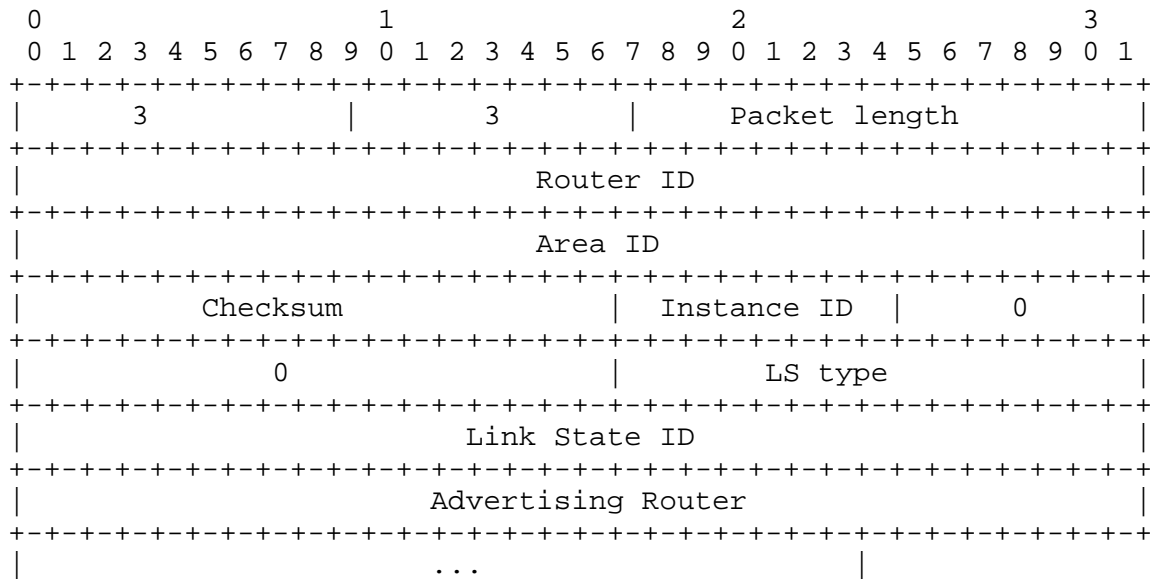 0                   1                   2                   3
 0 1 2 3 4 5 6 7 8 9 0 1 2 3 4 5 6 7 8 9 0 1 2 3 4 5 6 7 8 9 0 1
+-+-+-+-+-+-+-+-+-+-+-+-+-+-+-+-+-+-+-+-+-+-+-+-+-+-+-+-+-+-+-+-+
|      3           |       3       |     Packet length          |
+-+-+-+-+-+-+-+-+-+-+-+-+-+-+-+-+-+-+-+-+-+-+-+-+-+-+-+-+-+-+-+-+
|                             Router ID                         |
+-+-+-+-+-+-+-+-+-+-+-+-+-+-+-+-+-+-+-+-+-+-+-+-+-+-+-+-+-+-+-+-+
|                             Area ID                           |
+-+-+-+-+-+-+-+-+-+-+-+-+-+-+-+-+-+-+-+-+-+-+-+-+-+-+-+-+-+-+-+-+
|          Checksum               |  Instance ID  |      0      |
+-+-+-+-+-+-+-+-+-+-+-+-+-+-+-+-+-+-+-+-+-+-+-+-+-+-+-+-+-+-+-+-+
|              0                  |        LS type              |
+-+-+-+-+-+-+-+-+-+-+-+-+-+-+-+-+-+-+-+-+-+-+-+-+-+-+-+-+-+-+-+-+
|                         Link State ID                         |
+-+-+-+-+-+-+-+-+-+-+-+-+-+-+-+-+-+-+-+-+-+-+-+-+-+-+-+-+-+-+-+-+
|                       Advertising Router                      |
+-+-+-+-+-+-+-+-+-+-+-+-+-+-+-+-+-+-+-+-+-+-+-+-+-+-+-+-+-+-+-+-+
|                       ...                     |